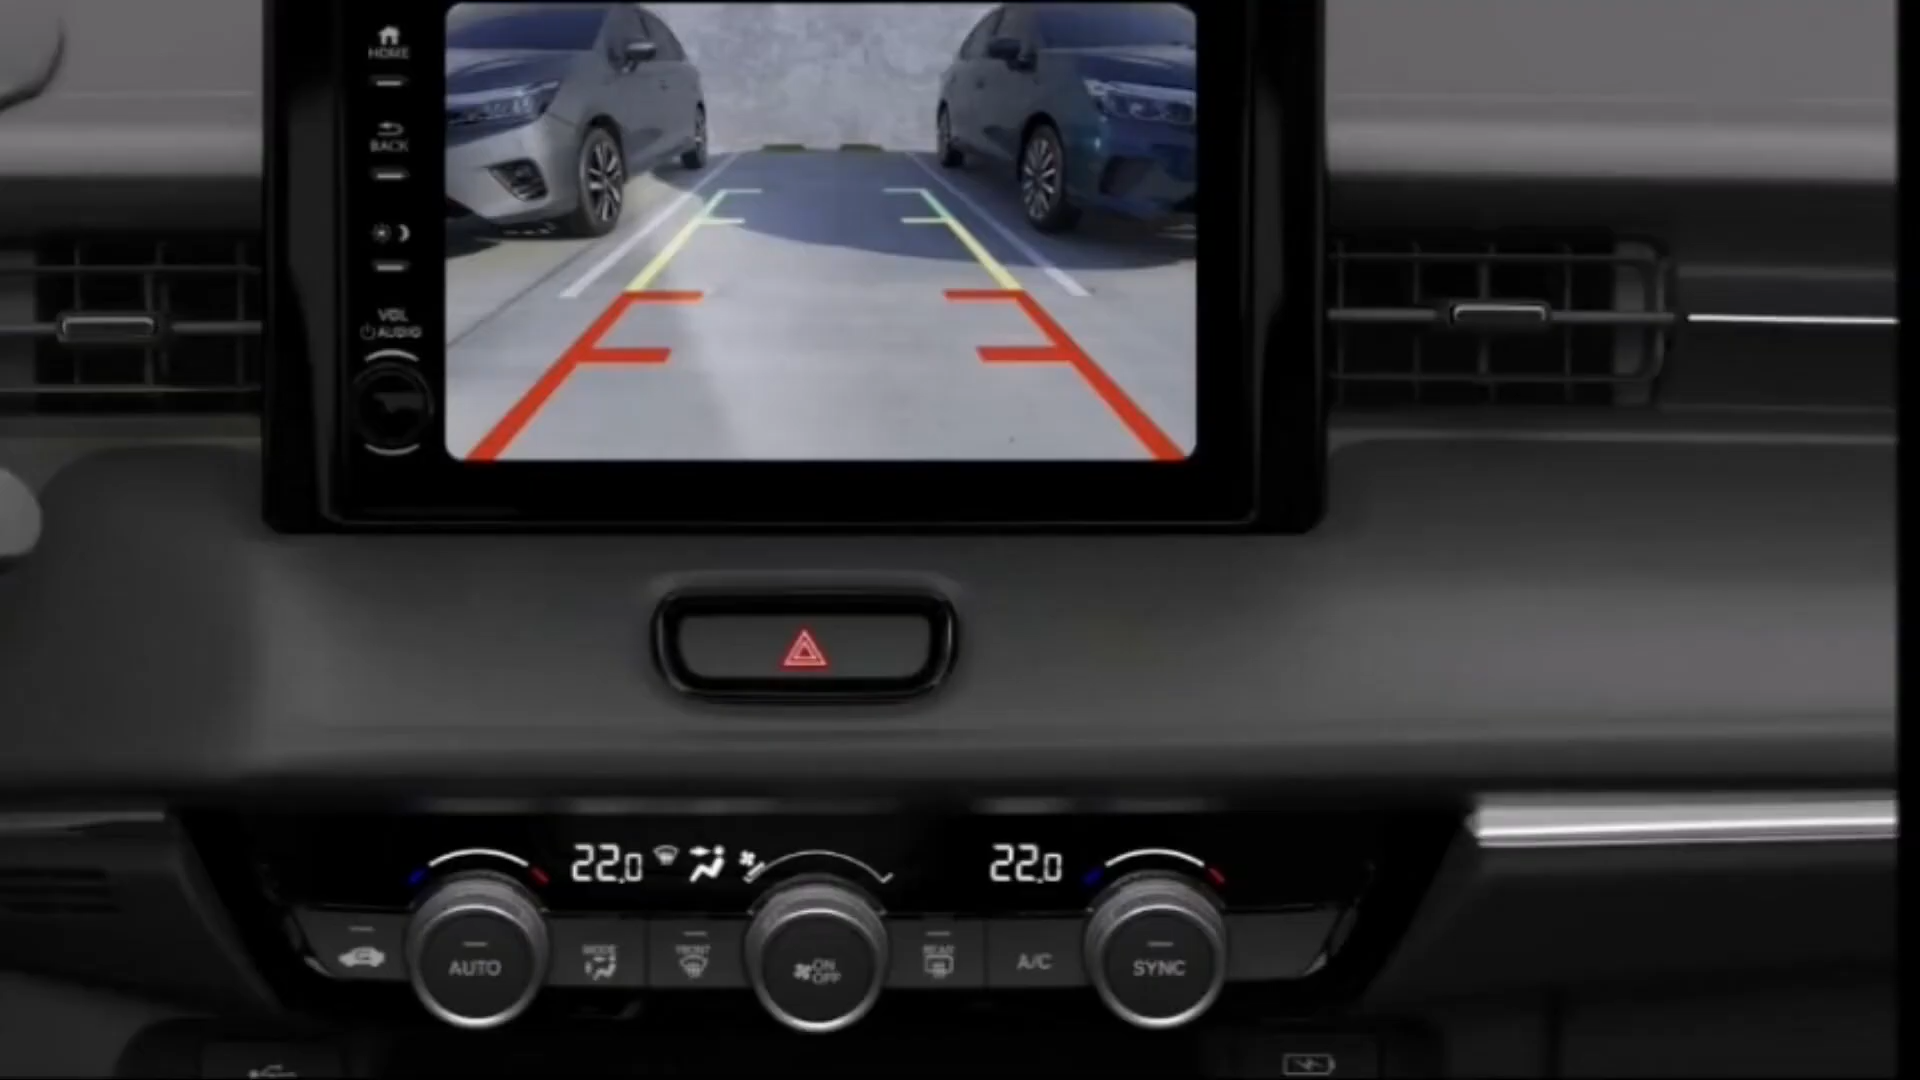 HOME
BACK
VOL
AUDIO
22.0
22.0
AUTO
MODE
FRONT
ON
OFF
REAR
A/C
SYNC